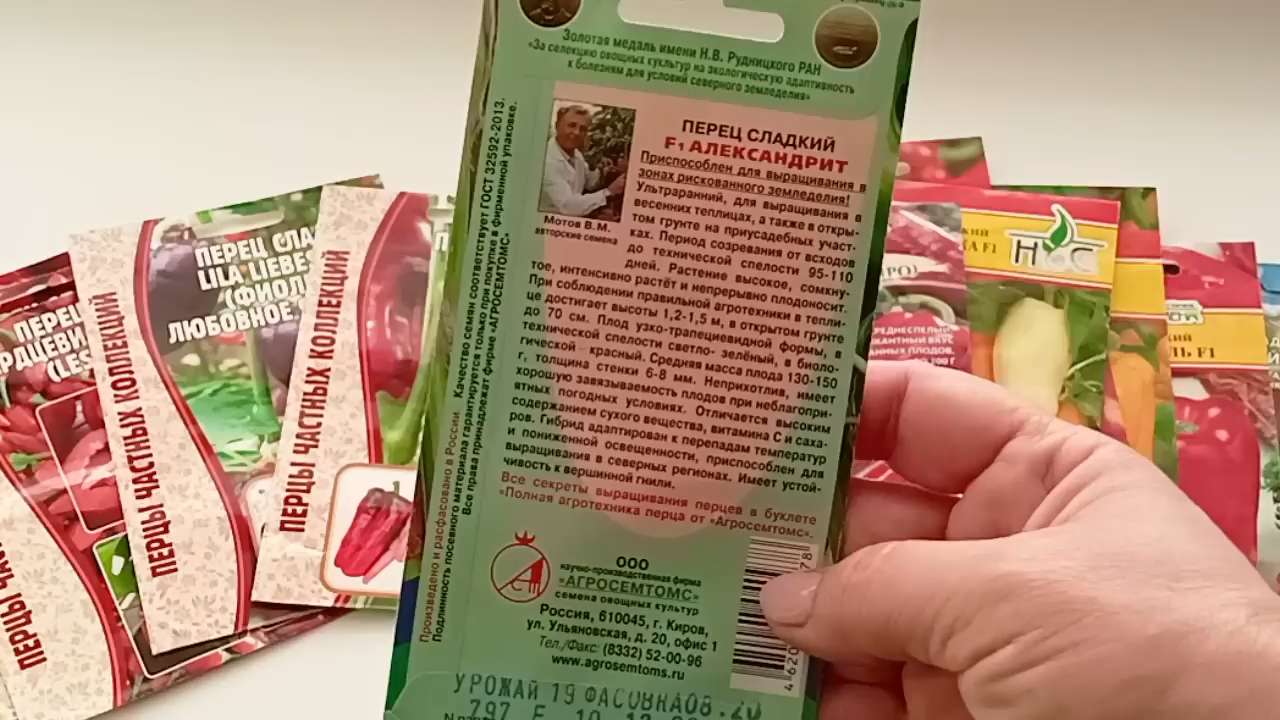 Золотая медаль имени Н.В. Рудницкого РАН
«За селекцию овощных культур на экологическую адаптивность
к болезням для условий северного земледелия»
ПЕРЕЦ СЛАДКИЙ
F1 АЛЕКСАНДРИТ
Мотов В.М.
авторские семена
Приспособлен для выращивания в
зонах рискованного земледелия!
Ультраранний, для выращивания в
весенних теплицах, а также в откры-
том грунте на приусадебных участ-
ках. Период созревания от всходов
до технической спелости 95-110
дней. Растение высокое, сомкну-
тое, интенсивно растёт и непрерывно плодоносит.
При соблюдении правильной агротехники в тепли-
це достигает высоты 1,2-1,5 м, в открытом грунте
до 70 см. Плод узко-трапециевидной формы, в
технической спелости светло- зелёный, в биоло-
гической - красный. Средняя масса плода 130-150
г, толщина стенки 6-8 мм. Неприхотлив, имеет
хорошую завязываемость плодов при неблагопри-
ятных погодных условиях. Отличается высоким
содержанием сухого вещества, витамина С и саха-
ров. Гибрид адаптирован к перепадам температур
и пониженной освещенности, приспособлен для
выращивания в северных регионах. Имеет устой-
чивость к вершинной гнили.
Все секреты выращивания перцев в буклете
«Полная агротехника перца от «Агросемтомс».
ООО
научно-производственная фирма
"АГРОСЕМТОМС"
семена овощных культур
Россия, 610045, г. Киров,
ул. Ульяновская, д. 20, офис 1
Тел./Факс: (8332) 52-00-96
www.agrosemtoms.ru
УРОЖАЙ 19 ФАСОВКА 08.20
Произведено и расфасовано в России. Качество семян соответствует ГОСТ 32592-2013.
Подлинность посевного материала гарантируется только при покупке в фирменной упаковке.
Все права принадлежат фирме «АГРОСЕМТОМС»
ПЕРЦЫ ЧАСТНЫХ КОЛЛЕКЦИЙ
ПЕРЕЦ СЛА
LILA LIEBES
(ФИОЛ
ЛЮБОВНОЕ
ПЕРЦЫ ЧАСТНЫХ КОЛЛЕКЦИЙ
ПЕРЦЫ ЧА